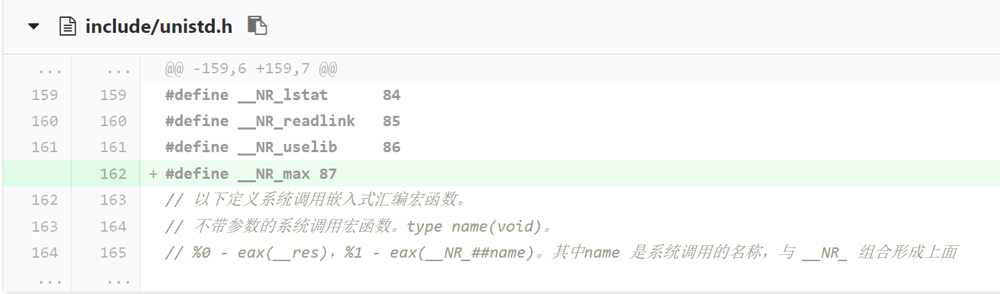 include/unistd.h
... ... @@ -159,6 +159,7 @@
159 159 #define __NR_lstat 84
160 160 #define __NR_readlink 85
161 161 #define __NR_uselib 86
162 + #define __NR_max 87
162 163 // 以下定义系统调用嵌入式汇编宏函数。
163 164 // 不带参数的系统调用宏函数。type name(void)。
164 165 // %0 - eax(__res)，%1 - eax(__NR_##name)。其中name 是系统调用的名称，与 __NR_ 组合形成上面
... ...